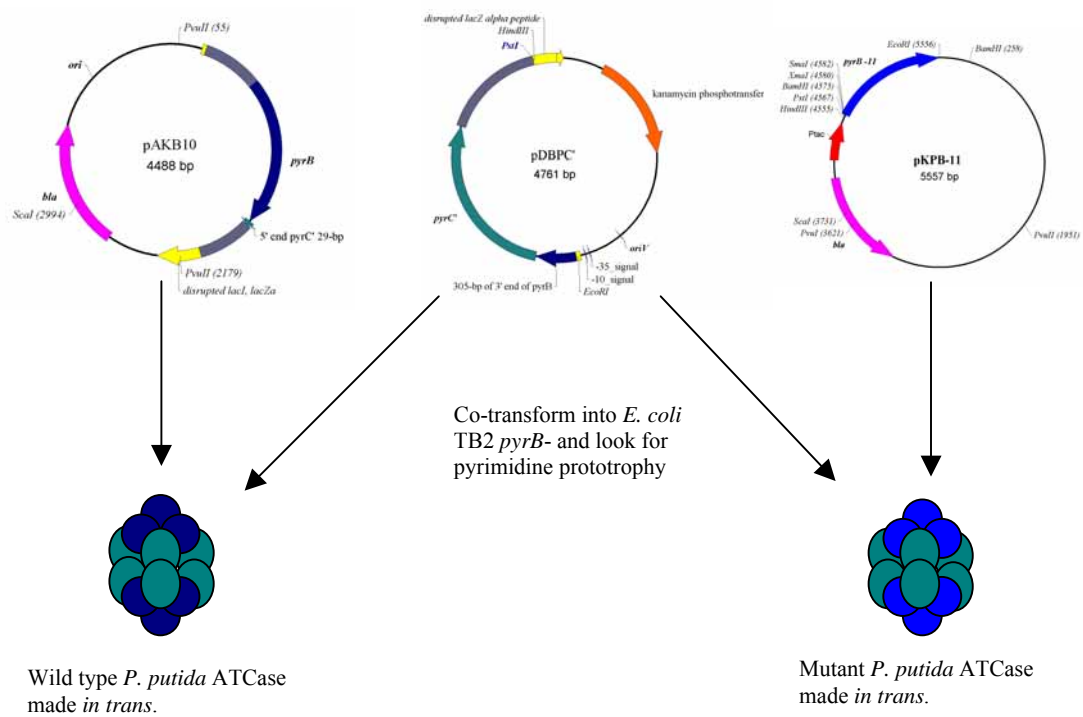 PvuII (55)
ori
pAKB10
4488 bp
pyrB
bla
ScaI (2994)
5' end pyrC' 29-bp
PvuII (2179)
disrupted lacI, lacZa
disrupted lacZ alpha peptide
HindIII
PstI
kanamycin phosphotransfer
pDBPC'
4761 bp
pyrC'
oriV
-35_signal
-10_signal
305-bp of 3' end of pyrB
EcoRI
EcoRI (5556)
BamHI (258)
SmaI (4582)
pyrB-11
XmaI (4580)
BamHI (4575)
PstI (4567)
HindIII (4555)
Ptac
pKPB-11
5557 bp
ScaI (3731)
PvuI (3621)
bla
PvuII (1951)
Co-transform into E. coli
TB2 pyrB- and look for
pyrimidine prototrophy
Wild type P. putida ATCase
made in trans.
Mutant P. putida ATCase
made in trans.